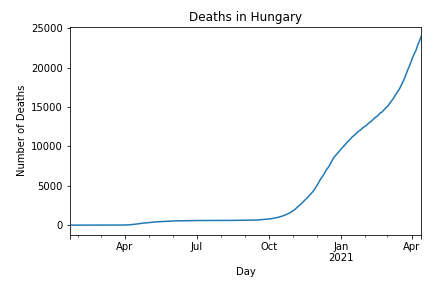 Deaths in Hungary
Number of Deaths
25000
20000
15000
10000
5000
0
Apr Jul Oct Jan Apr
2021
Day